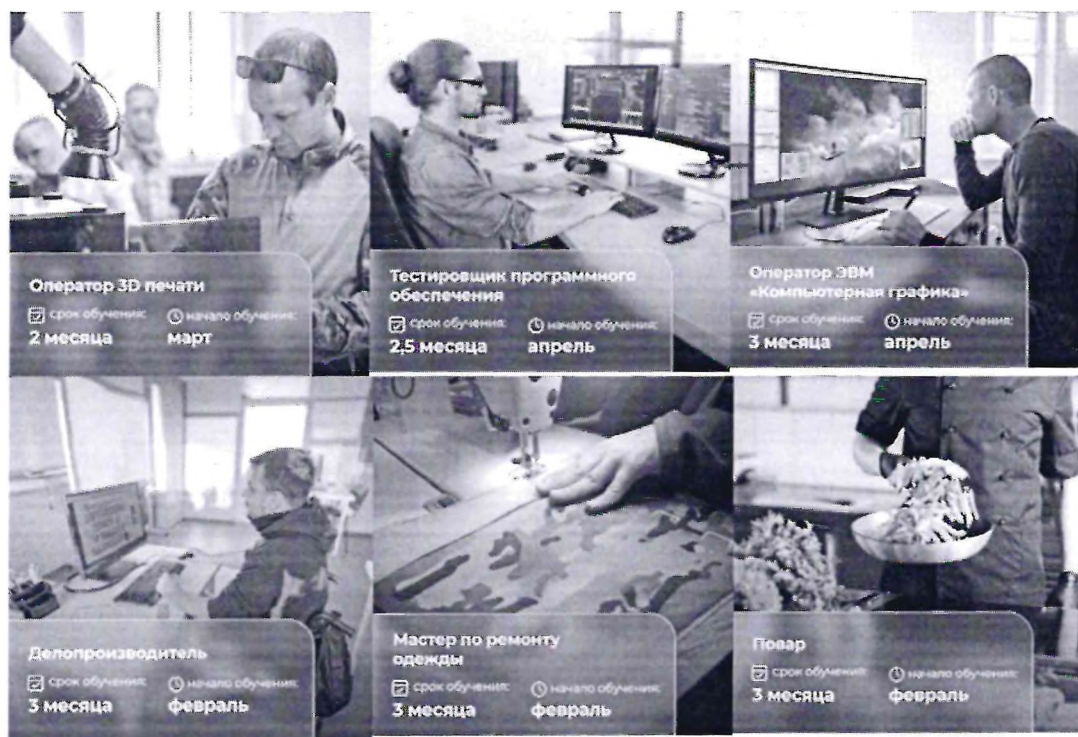 Оператор 3D печати
срок обучения:
начало обучения:
2 месяца
март
Тестировщик программного
обеспечения
срок обучения:
начало обучения:
2,5 месяца
апрель
Оператор ЭВМ
«Компьютерная графика»
срок обучения:
начало обучения:
3 месяца
апрель
Делопроизводитель
срок обучения:
начало обучения:
3 месяца
февраль
Мастер по ремонту
одежды
срок обучения:
начало обучения:
3 месяца
февраль
Повар
срок обучения:
начало обучения:
3 месяца
февраль